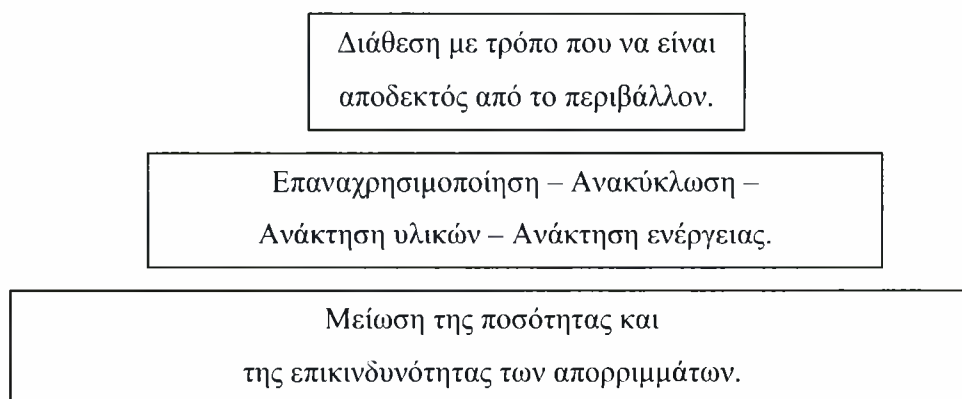 Διάθεση με τρόπο που να είναι
αποδεκτός από το περιβάλλον.
Επαναχρησιμοποίηση – Ανακύκλωση –
Ανάκτηση υλικών – Ανάκτηση ενέργειας.
Μείωση της ποσότητας και
της επικινδυνότητας των απορριμμάτων.